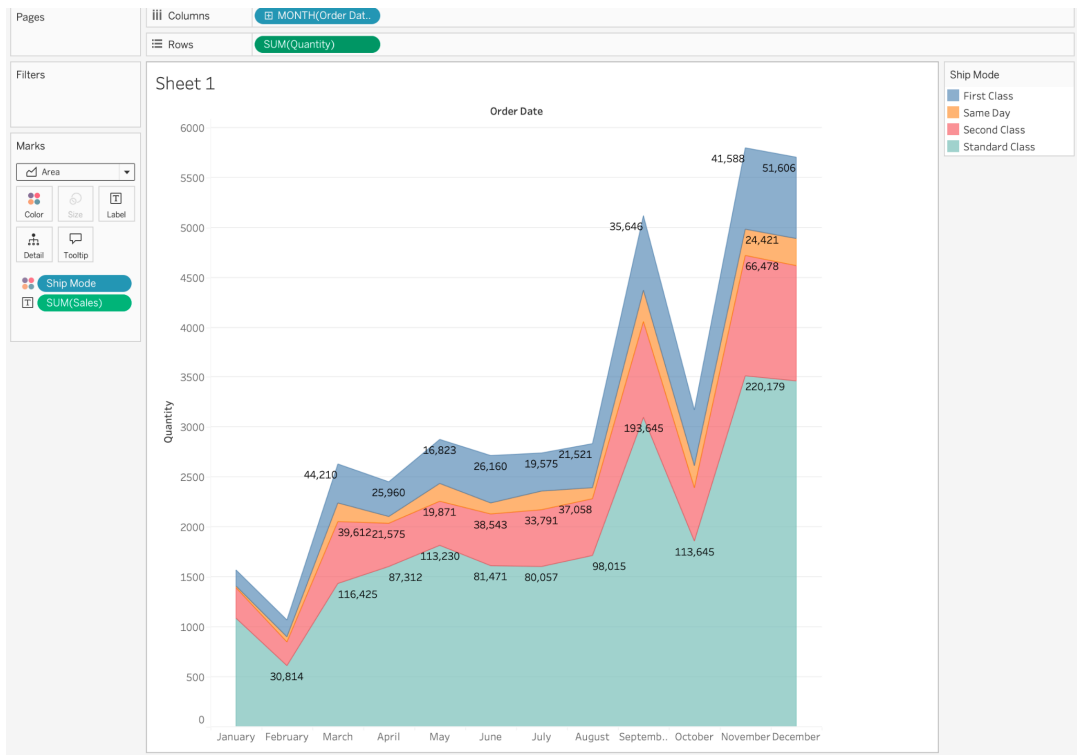 Pages
Columns
MONTH(Order Dat..
Rows
SUM(Quantity)
Filters
Marks
Area
Color
Size
Label
Detail
Tooltip
Ship Mode
SUM(Sales)
Sheet 1
Order Date
Quantity
6000
5500
5000
4500
4000
3500
3000
2500
2000
1500
1000
500
0
41,588
51,606
35,646
24,421
66,478
220,179
193,645
44,210
25,960
16,823
26,160
19,575
21,521
39,612
21,575
19,871
38,543
33,791
37,058
116,425
87,312
113,230
81,471
80,057
98,015
113,645
30,814
January
February
March
April
May
June
July
August
Septemb..
October
November
December
Ship Mode
First Class
Same Day
Second Class
Standard Class